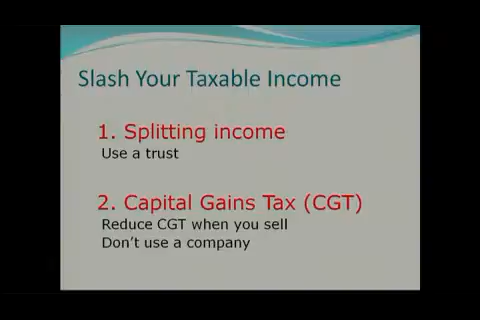 Slash Your Taxable Income
1. Splitting income
Use a trust
2. Capital Gains Tax (CGT)
Reduce CGT when you sell
Don't use a company